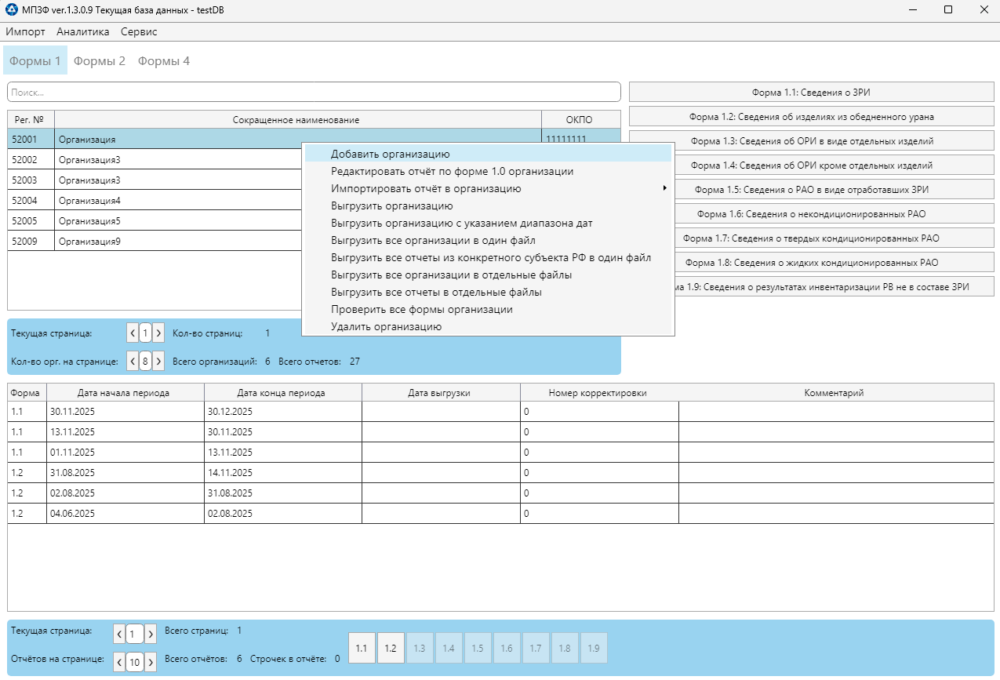 МПЗФ ver.1.3.0.9 Текущая база данных - testDB
Импорт Аналитика Сервис
Формы 1 Формы 2 Формы 4
Поиск...
Рег. № Сокращенное наименование ОКПО
52001 Организация 11111111
52002 Организация3
52003 Организация3
52004 Организация4
52005 Организация5
52009 Организация9
Форма 1.1: Сведения о ЗРИ
Форма 1.2: Сведения об изделиях из обедненного урана
Форма 1.3: Сведения об ОРИ в виде отдельных изделий
Форма 1.4: Сведения об ОРИ кроме отдельных изделий
Форма 1.5: Сведения о РАО в виде отработавших ЗРИ
Форма 1.6: Сведения о некондиционированных РАО
Форма 1.7: Сведения о твердых кондиционированных РАО
Форма 1.8: Сведения о жидких кондиционированных РАО
ма 1.9: Сведения о результатах инвентаризации РВ не в составе ЗРИ
Добавить организацию
Редактировать отчёт по форме 1.0 организации
Импортировать отчёт в организацию
Выгрузить организацию
Выгрузить организацию с указанием диапазона дат
Выгрузить все организации в один файл
Выгрузить все отчеты из конкретного субъекта РФ в один файл
Выгрузить все организации в отдельные файлы
Выгрузить все отчеты в отдельные файлы
Проверить все формы организации
Удалить организацию
Текущая страница: < 1 > Кол-во страниц: 1
Кол-во орг. на странице: < 8 > Всего организаций: 6 Всего отчетов: 27
Форма Дата начала периода Дата конца периода Дата выгрузки Номер корректировки Комментарий
1.1 30.11.2025 30.12.2025 0
1.1 13.11.2025 30.11.2025 0
1.1 01.11.2025 13.11.2025 0
1.2 31.08.2025 14.11.2025 0
1.2 02.08.2025 31.08.2025 0
1.2 04.06.2025 02.08.2025 0
Текущая страница: < 1 > Всего страниц: 1
Отчётов на странице: < 10 > Всего отчётов: 6 Строчек в отчёте: 0
1.1 1.2 1.3 1.4 1.5 1.6 1.7 1.8 1.9